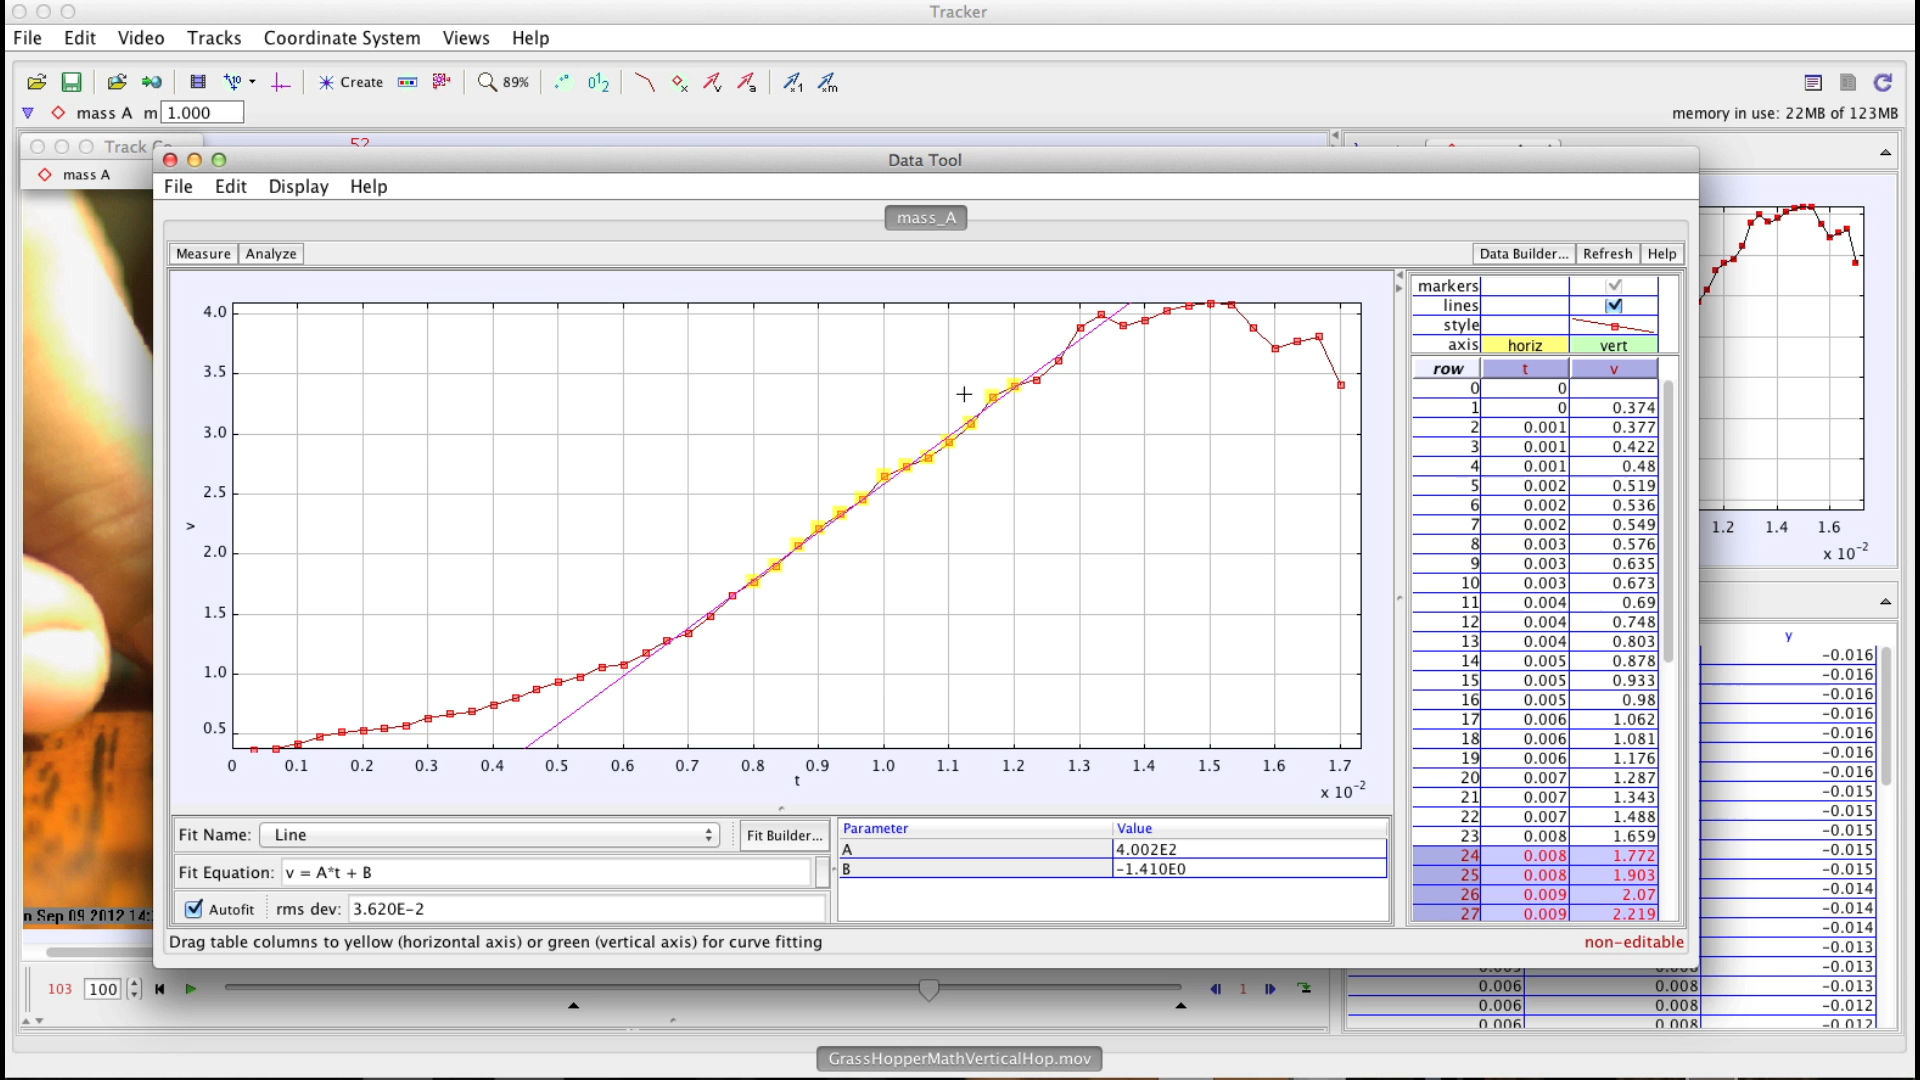 Tracker
File Edit Video Tracks Coordinate System Views Help
Create 89%
mass A m 1.000
memory in use: 22MB of 123MB
Track
52
mass A
Data Tool
File Edit Display Help
mass_A
Measure Analyze
Data Builder... Refresh Help
4.0
3.5
3.0
2.5
2.0
1.5
1.0
0.5
v
0 0.1 0.2 0.3 0.4 0.5 0.6 0.7 0.8 0.9 1.0 1.1 1.2 1.3 1.4 1.5 1.6 1.7
t
x 10-2
markers
lines
style
axis horiz vert
row t v
0 0
1 0 0.374
2 0.001 0.377
3 0.001 0.422
4 0.001 0.48
5 0.002 0.519
6 0.002 0.536
7 0.002 0.549
8 0.003 0.576
9 0.003 0.635
10 0.003 0.673
11 0.004 0.69
12 0.004 0.748
13 0.004 0.803
14 0.005 0.878
15 0.005 0.933
16 0.005 0.98
17 0.006 1.062
18 0.006 1.081
19 0.006 1.176
20 0.007 1.287
21 0.007 1.343
22 0.007 1.488
23 0.008 1.659
24 0.008 1.772
25 0.008 1.903
26 0.009 2.07
27 0.009 2.219
Fit Name: Line Fit Builder...
Fit Equation: v = A*t + B
Autofit rms dev: 3.620E-2
Parameter Value
A 4.002E2
B -1.410E0
Drag table columns to yellow (horizontal axis) or green (vertical axis) for curve fitting
non-editable
1.2 1.4 1.6
x 10-2
y
-0.016
-0.016
-0.016
-0.016
-0.016
-0.016
-0.016
-0.015
-0.015
-0.015
-0.015
-0.015
-0.014
-0.014
-0.014
-0.013
-0.013
0.006 0.008 -0.013
0.006 0.008 -0.012
0.006 0.008 -0.012
n Sep 09 2012 14:
103 100
1
GrassHopperMathVerticalHop.mov